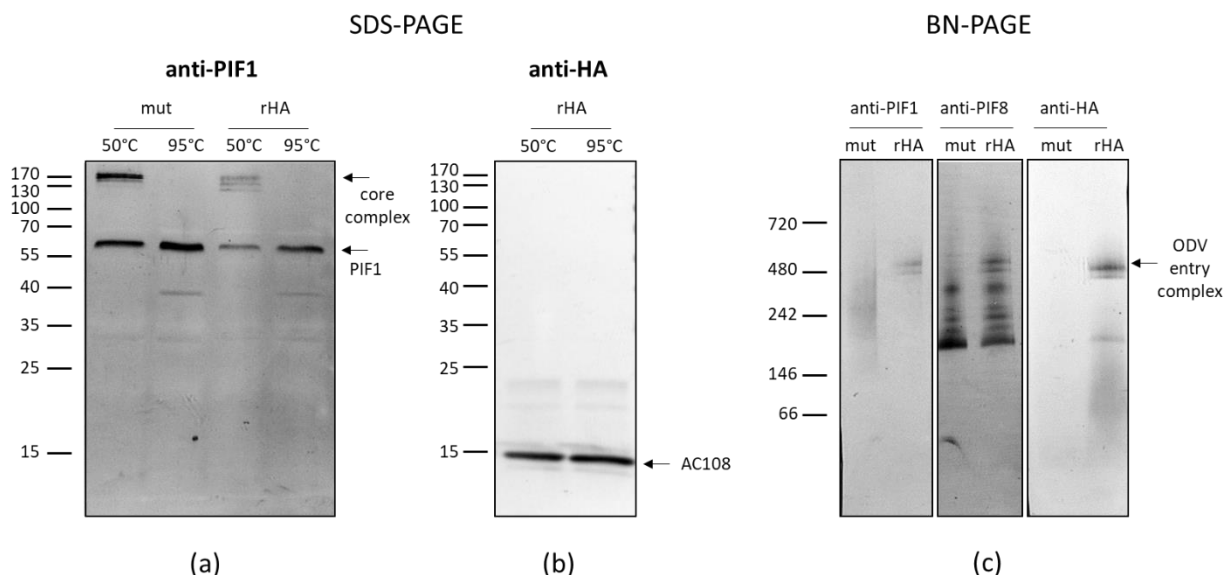 SDS-PAGE
BN-PAGE
anti-PIF1
anti-HA
mut rHA
50°C 95°C 50°C 95°C
170
130
100
70
55
40
35
25
15
core
complex
PIF1
rHA
50°C 95°C
170
130
100
70
55
40
35
25
15
AC108
anti-PIF1 anti-PIF8 anti-HA
mut rHA mut rHA mut rHA
720
480
242
146
66
ODV
entry
complex
(a)
(b)
(c)